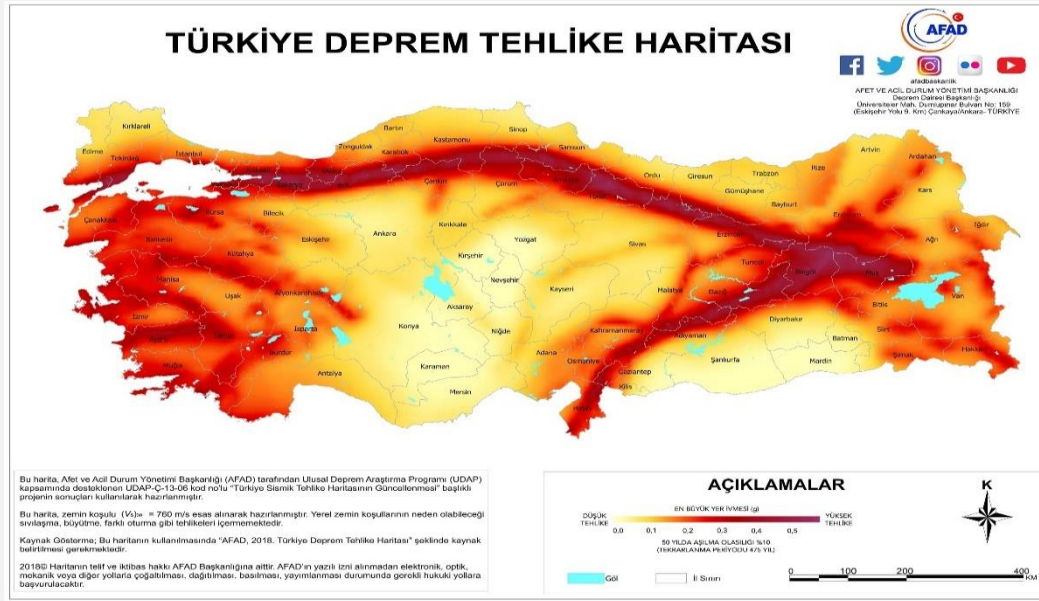 TÜRKİYE DEPREM TEHLİKE HARİTASI
AFAD
afadbaskanlik
AFET VE ACİL DURUM YÖNETİMİ BAŞKANLIĞI
Deprem Dairesi Başkanlığı
Üniversiteler Mah. Dumlupınar Bulvarı No: 159
(Eskişehir Yolu 9. Km) Çankaya/Ankara- TÜRKİYE
Kırklareli
Edirne
Tekirdağ
İstanbul
Zonguldak
Bartın
Karabük
Kastamonu
Sinop
Samsun
Çankırı
Çorum
Ordu
Giresun
Trabzon
Rize
Artvin
Ardahan
Kars
Gümüşhane
Bayburt
Iğdır
Ağrı
Çanakkale
Balıkesir
Bursa
Bilecik
Eskişehir
Ankara
Kırıkkale
Yozgat
Sivas
Tunceli
Bingöl
Muş
Kütahya
Kırşehir
Nevşehir
Kayseri
Malatya
Elazığ
Bitlis
Van
Manisa
Uşak
Afyonkarahisar
Aksaray
Diyarbakır
Siirt
Batman
İzmir
Isparta
Konya
Niğde
Kahramanmaraş
Adıyaman
Şırnak
Hakkari
Burdur
Karaman
Adana
Osmaniye
Gaziantep
Şanlıurfa
Mardin
Muğla
Antalya
Mersin
Kilis
Hatay
Bu harita, Afet ve Acil Durum Yönetimi Başkanlığı (AFAD) tarafından Ulusal Deprem Araştırma Programı (UDAP)
kapsamında desteklenen UDAP-Ç-13-06 kod no'lu "Türkiye Sismik Tehlike Haritasının Güncellenmesi" başlıklı
projenin sonuçları kullanılarak hazırlanmıştır.
Bu harita, zemin koşulu (Vs)30 = 760 m/s esas alınarak hazırlanmıştır. Yerel zemin koşullarının neden olabileceği
sıvılaşma, büyütme, farklı oturma gibi tehlikeleri içermemektedir.
Kaynak Gösterme; Bu haritanın kullanılmasında "AFAD, 2018. Türkiye Deprem Tehlike Haritası" şeklinde kaynak
belirtilmesi gerekmektedir.
2018© Haritanın telif ve iktibas hakkı AFAD Başkanlığına aittir. AFAD'ın yazılı izni alınmadan elektronik, optik,
mekanik veya diğer yollarla çoğaltılması, dağıtılması, basılması, yayımlanması durumunda gerekli hukuki yollara
başvurulacaktır.
AÇIKLAMALAR
EN BÜYÜK YER İVMESİ (g)
DÜŞÜK
TEHLİKE
YÜKSEK
TEHLİKE
0,0 0,1 0,2 0,3 0,4 0,5
50 YILDA AŞILMA OLASILIĞI %10
(TEKRARLANMA PERİYODU 475 YIL)
Göl
İl Sınırı
K
0 100 200 400
KM